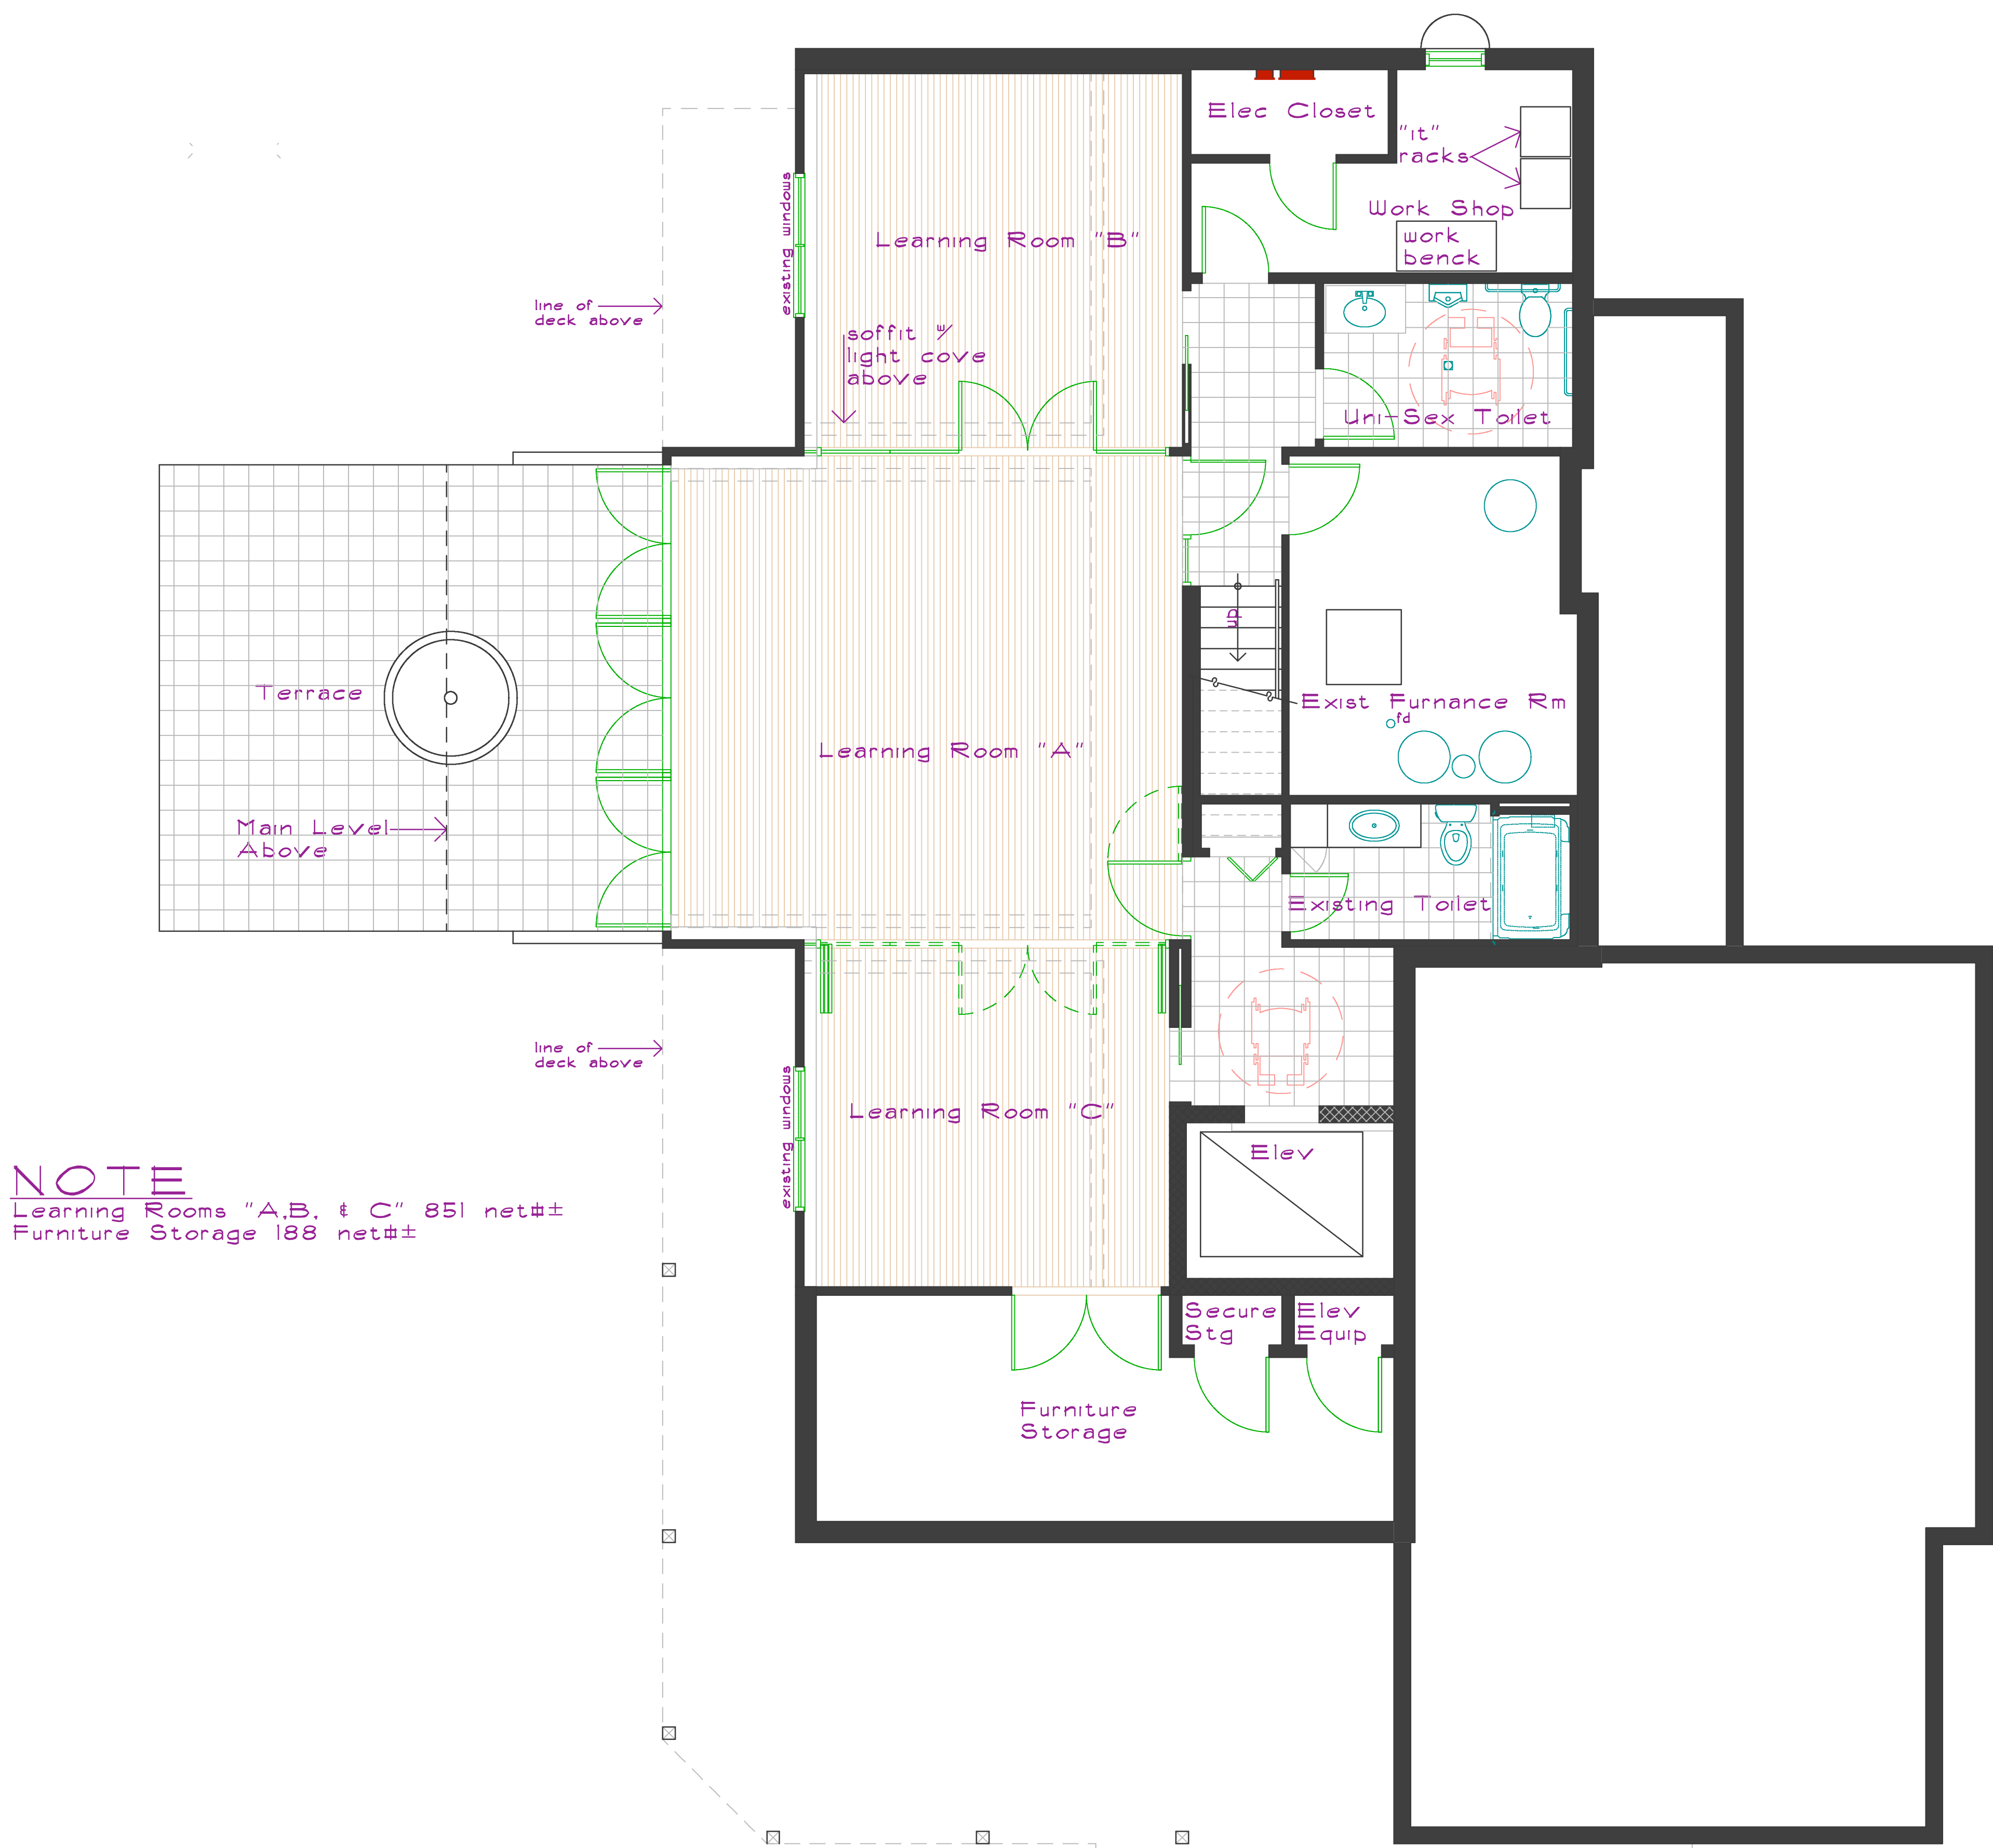 Elec Closet
"it"
racks
Work Shop
work
benck
existing windows
Learning Room "B"
line of
deck above
soffit w/
light cove
above
Uni-Sex Toilet
up
Terrace
Exist Furnance Rm
fd
Learning Room "A"
Main Level
Above
Existing Toilet
line of
deck above
existing windows
Learning Room "C"
Elev
NOTE
Learning Rooms "A,B, & C" 851 net#±
Furniture Storage 188 net#±
Secure
Stg
Elev
Equip
Furniture
Storage